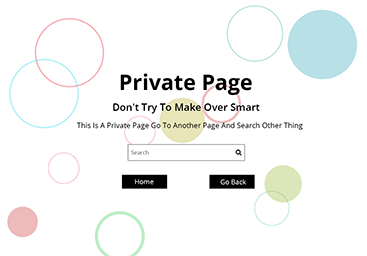 Private Page
Don't Try To Make Over Smart
This Is A Private Page Go To Another Page And Search Other Thing
Search
Home
Go Back